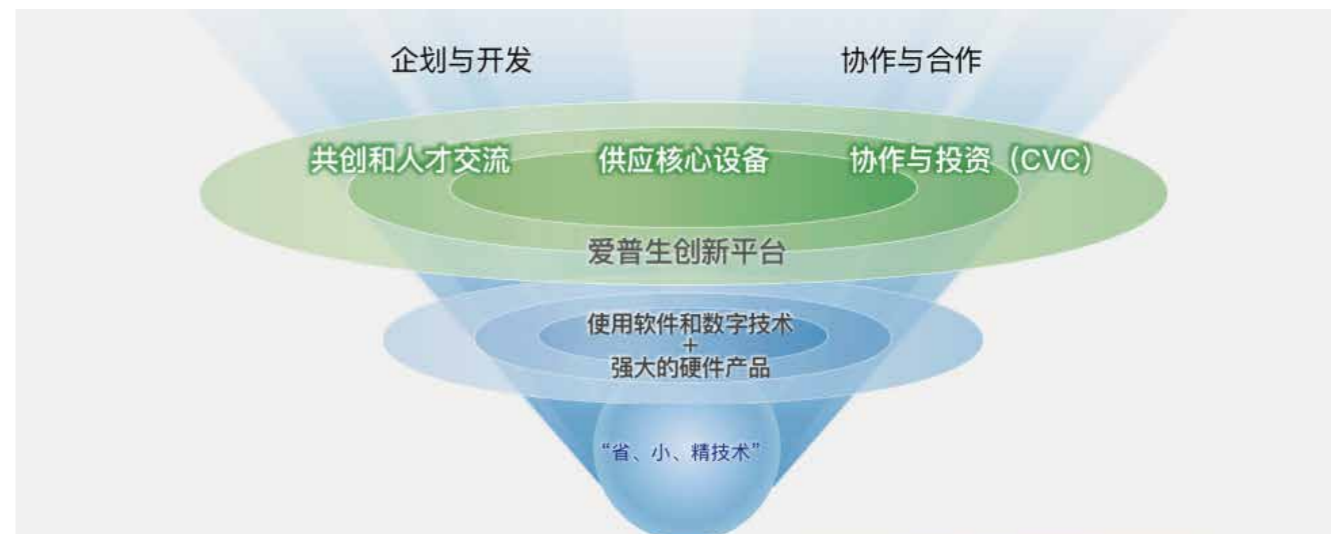 企划与开发
协作与合作
共创和人才交流
供应核心设备
协作与投资（CVC）
爱普生创新平台
使用软件和数字技术
+
强大的硬件产品
“省、小、精技术”